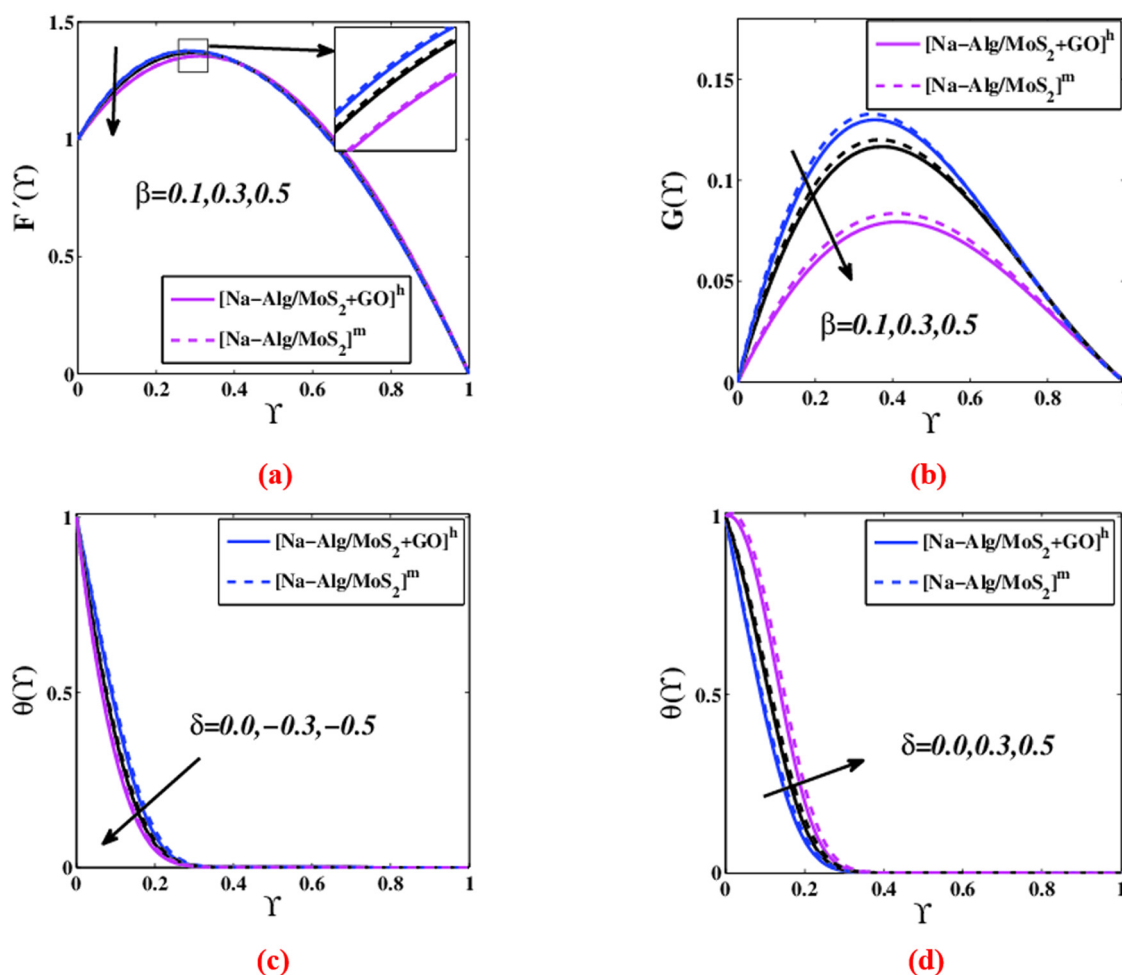 1.5
1
0.5
0
F´(ϒ)
β=0.1,0.3,0.5
[Na–Alg/MoS₂+GO]ʰ
[Na–Alg/MoS₂]ᵐ
0 0.2 0.4 0.6 0.8 1
ϒ
(a)
0.15
0.1
0.05
0
G(ϒ)
[Na–Alg/MoS₂+GO]ʰ
[Na–Alg/MoS₂]ᵐ
β=0.1,0.3,0.5
0 0.2 0.4 0.6 0.8 1
ϒ
(b)
1
0.5
0
θ(ϒ)
[Na–Alg/MoS₂+GO]ʰ
[Na–Alg/MoS₂]ᵐ
δ=0.0,−0.3,−0.5
0 0.2 0.4 0.6 0.8 1
ϒ
(c)
1
0.5
0
θ(ϒ)
[Na–Alg/MoS₂+GO]ʰ
[Na–Alg/MoS₂]ᵐ
δ=0.0,0.3,0.5
0 0.2 0.4 0.6 0.8 1
ϒ
(d)